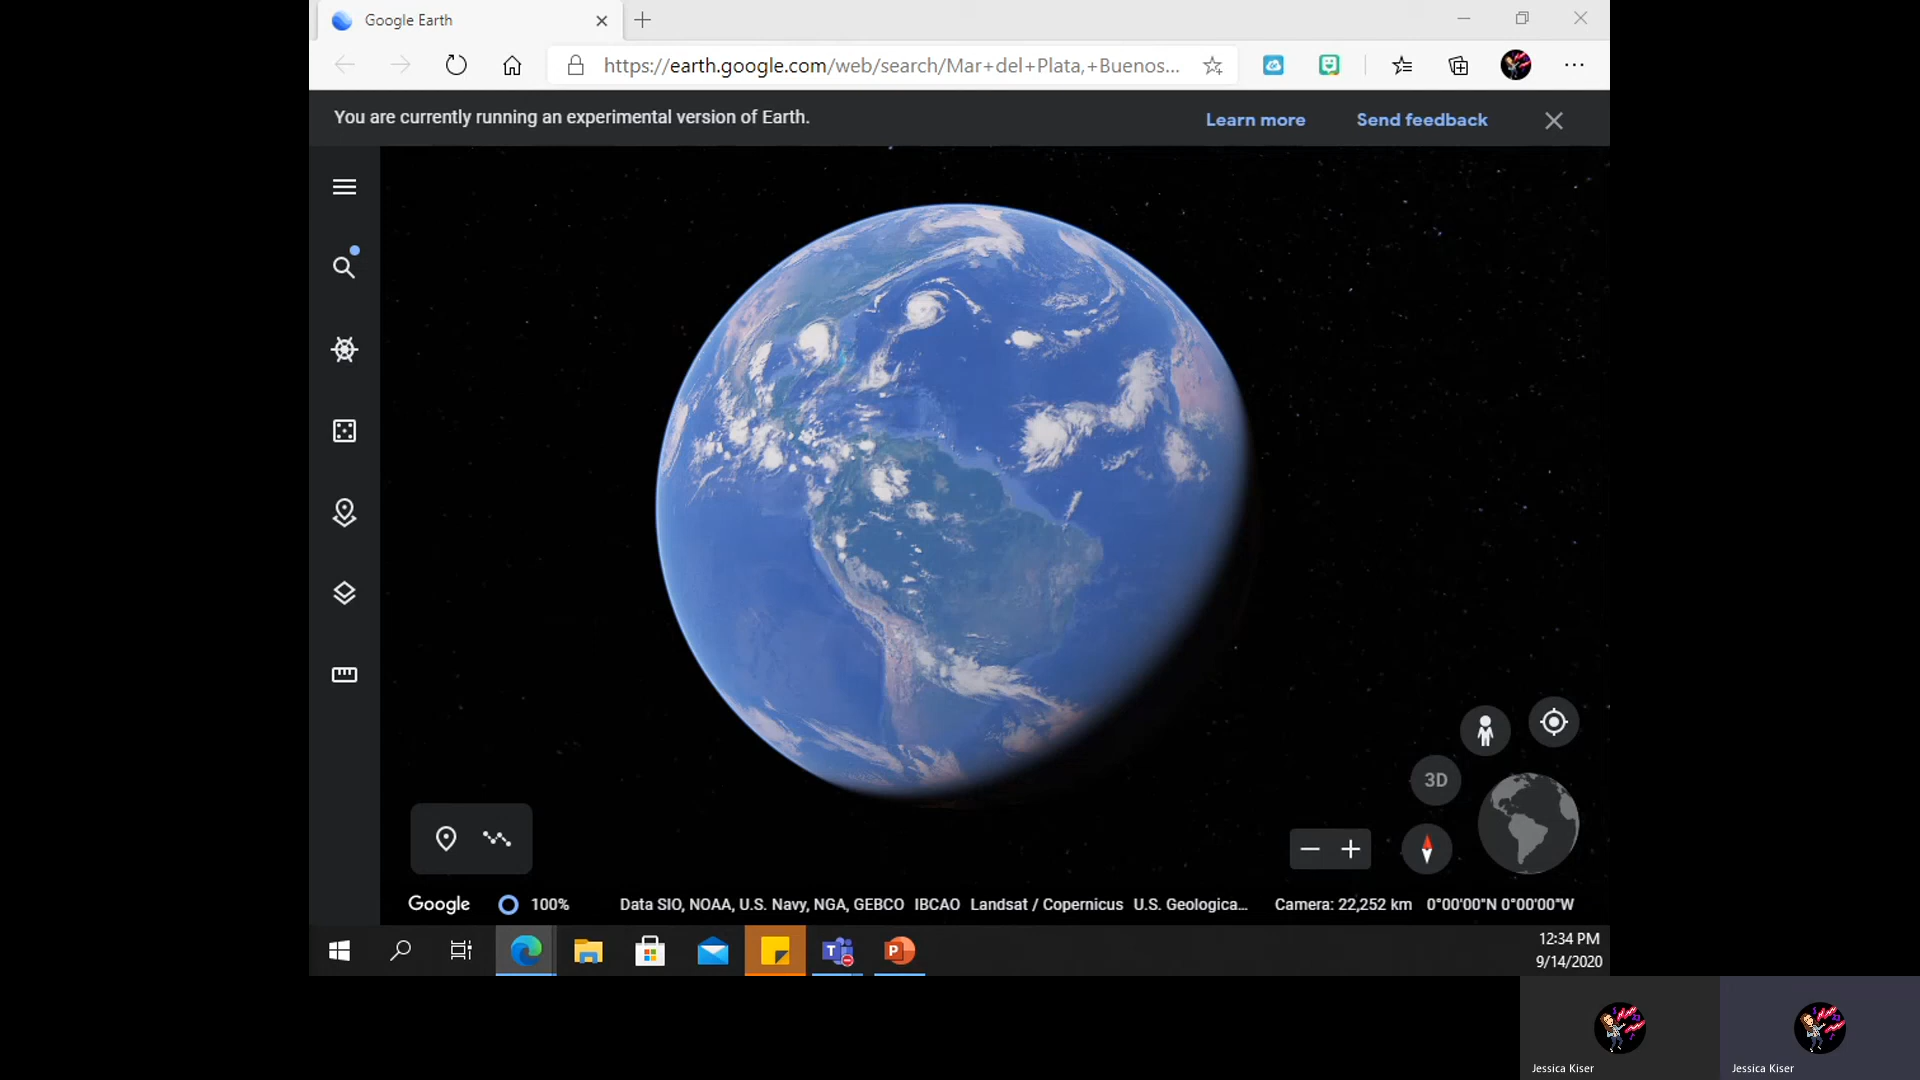 Google Earth
https://earth.google.com/web/search/Mar+del+Plata,+Buenos...
You are currently running an experimental version of Earth.
Learn more
Send feedback
3D
Google
100%
Data SIO, NOAA, U.S. Navy, NGA, GEBCO IBCAO Landsat / Copernicus U.S. Geologica...
Camera: 22,252 km 0°00'00"N 0°00'00"W
12:34 PM
9/14/2020
Jessica Kiser
Jessica Kiser